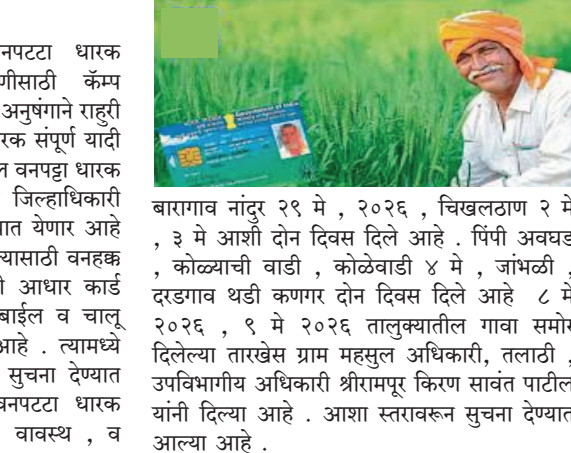 नपटटा धारक
णीसाठी कॅम्प
अनुषंगाने राहुरी
रक संपूर्ण यादी
ल वनपट्टा धारक
जिल्हाधिकारी
यात येणार आहे
यासाठी वनहक्क
ी आधार कार्ड
बाईल व चालू
आहे . त्यामध्ये
सुचना देण्यात
वनपटटा धारक
वावस्थ , व
बारागाव नांदुर २९ मे , २०२६ , चिखलठाण २ मे
, ३ मे आशी दोन दिवस दिले आहे . पिंपी अवघड
, कोळ्याची वाडी , कोळेवाडी ४ मे , जांभळी ,
दरडगाव थडी कणगर दोन दिवस दिले आहे ८ मे
२०२६ , ९ मे २०२६ तालुक्यातील गावा समोर
दिलेल्या तारखेस ग्राम महसुल अधिकारी, तलाठी ,
उपविभागीय अधिकारी श्रीरामपूर किरण सावंत पाटील
यांनी दिल्या आहे . आशा स्तरावरून सुचना देण्यात
आल्या आहे .